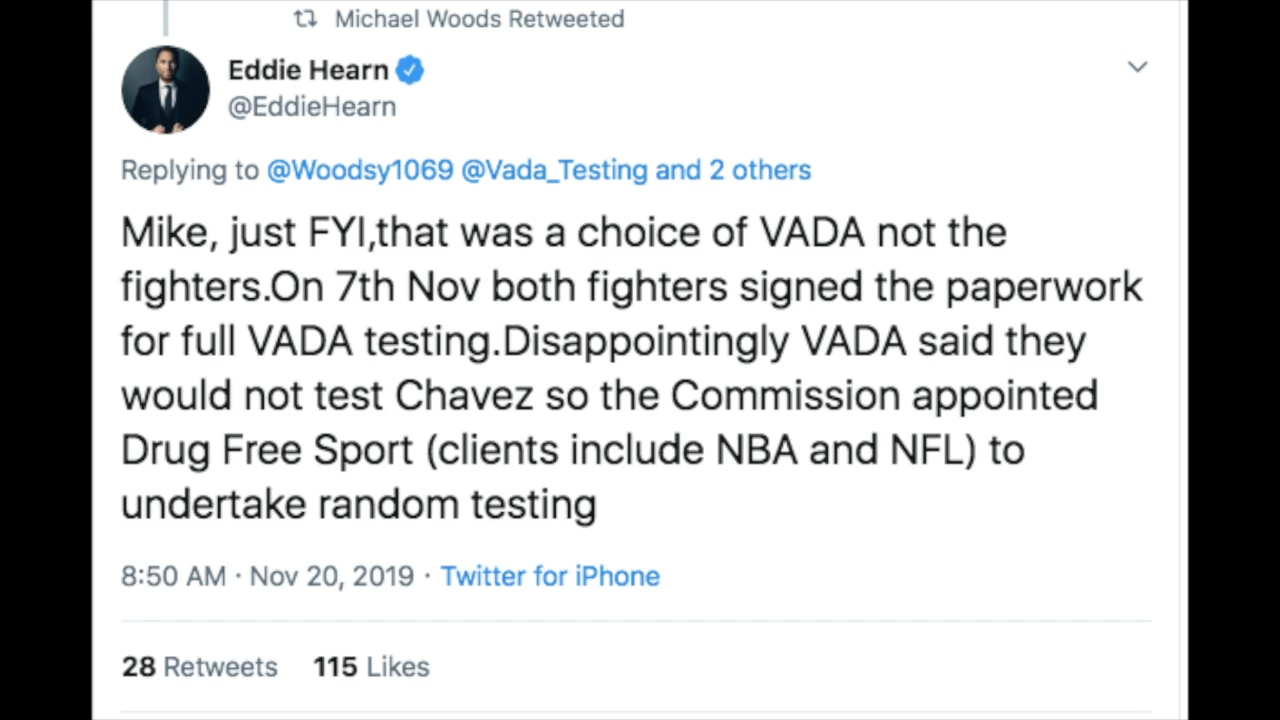 Michael Woods Retweeted
Eddie Hearn
@EddieHearn
Replying to @Woodsy1069 @Vada_Testing and 2 others
Mike, just FYI,that was a choice of VADA not the
fighters.On 7th Nov both fighters signed the paperwork
for full VADA testing.Disappointingly VADA said they
would not test Chavez so the Commission appointed
Drug Free Sport (clients include NBA and NFL) to
undertake random testing
8:50 AM · Nov 20, 2019 · Twitter for iPhone
28 Retweets 115 Likes